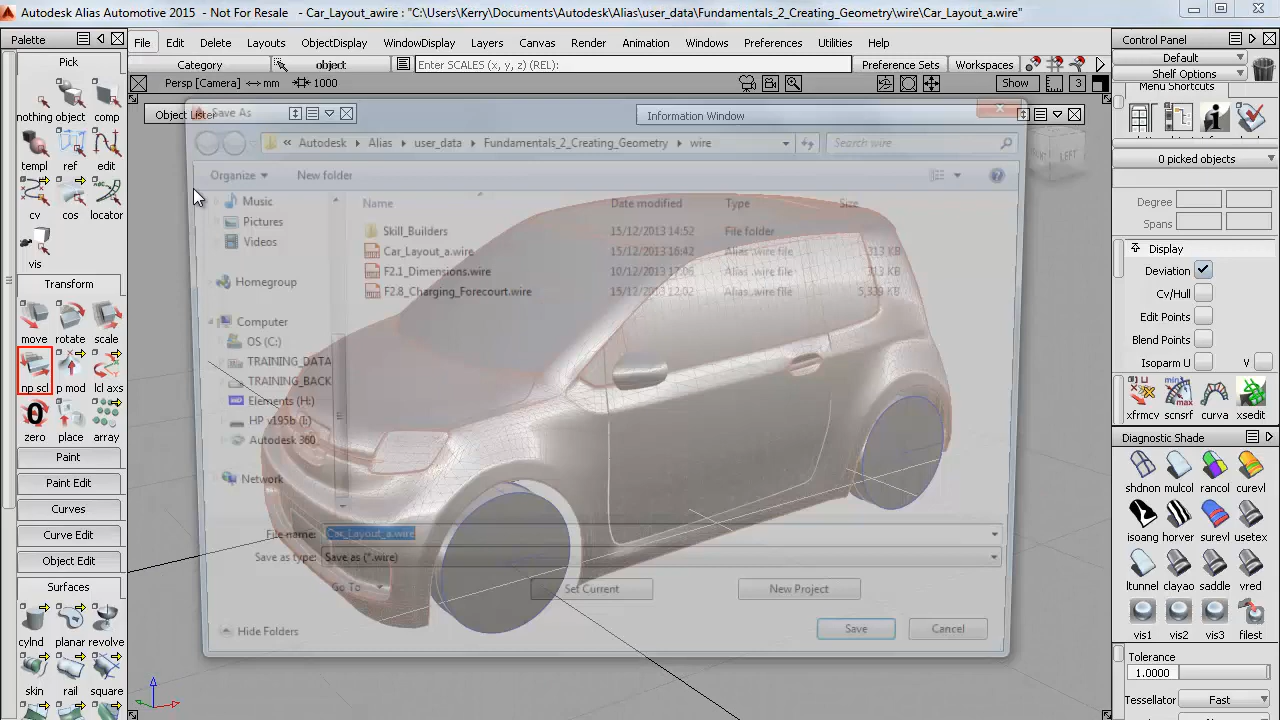 Autodesk Alias Automotive 2015 - Not For Resale - Car_Layout_awire : "C:\Users\Kerry\Documents\Autodesk\Alias\user_data\Fundamentals_2_Creating_Geometry\wire\Car_Layout_a.wire"
Palette
File Edit Delete Layouts ObjectDisplay WindowDisplay Layers Canvas Render Animation Windows Preferences Utilities Help
Control Panel
Default
Shelf Options
Menu Shortcuts
Category
object
Enter SCALES (x, y, z) (REL):
Preference Sets
Workspaces
Persp [Camera] mm 1000
Show
3
Object Lister
Information Window
Save As
Autodesk Alias user_data Fundamentals_2_Creating_Geometry wire
Search wire
Organize
New folder
Name Date modified Type Size
Skill_Builders 15/12/2013 14:52 File folder
Car_Layout_a.wire 15/12/2013 16:42 Alias .wire file 313 KB
F2.1_Dimensions.wire 10/12/2013 17:06 Alias .wire file 713 KB
F2.8_Charging_Forecourt.wire 15/12/2013 12:02 Alias .wire file 5,339 KB
Music
Pictures
Videos
Homegroup
Computer
OS (C:)
TRAINING_DATA
TRAINING_BACK
Elements (H:)
HP v195b (I:)
Autodesk 360
Network
File name: Car_Layout_a.wire
Save as type: Save as (*.wire)
Go To
Set Current
New Project
Hide Folders
Save
Cancel
LEFT
Pick
nothing object comp
templ ref edit
cv cos locator
vis
Transform
move rotate scale
np scl p mod lcl axs
0
zero place array
Paint
Paint Edit
Curves
Curve Edit
Object Edit
Surfaces
cylnd planar revolve
skin rail square
0 picked objects
Degree
Spans
Display
Cv/Hull
Edit Points
Blend Points
Isoparm U V
xfrmcv scnsrf curva xsedit
Diagnostic Shade
shdnon mulcol rancol curevl
isoang horver surevl usetex
ltunnel clayao saddle vreject
vis1 vis2 vis3 filest
Tolerance
1.0000
Tessellator Fast